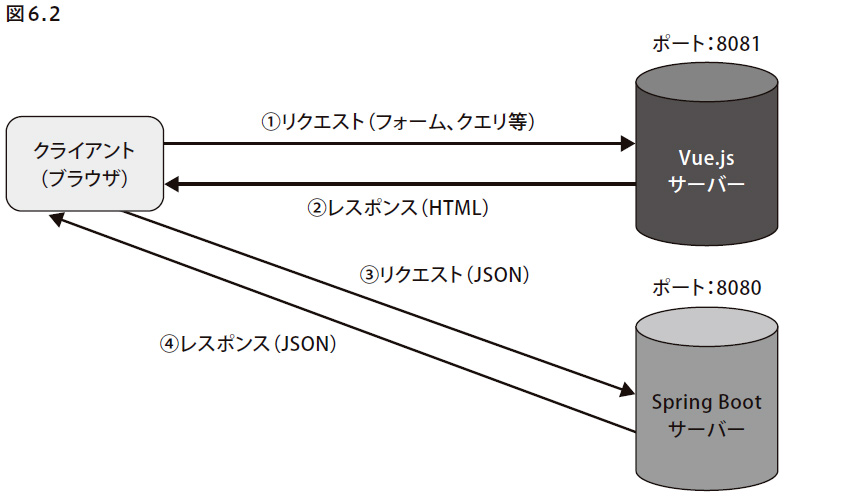 図6.2
ポート：8081
①リクエスト（フォーム、クエリ等）
クライアント
（ブラウザ）
Vue.js
サーバー
②レスポンス（HTML）
③リクエスト（JSON）
ポート：8080
④レスポンス（JSON）
Spring Boot
サーバー